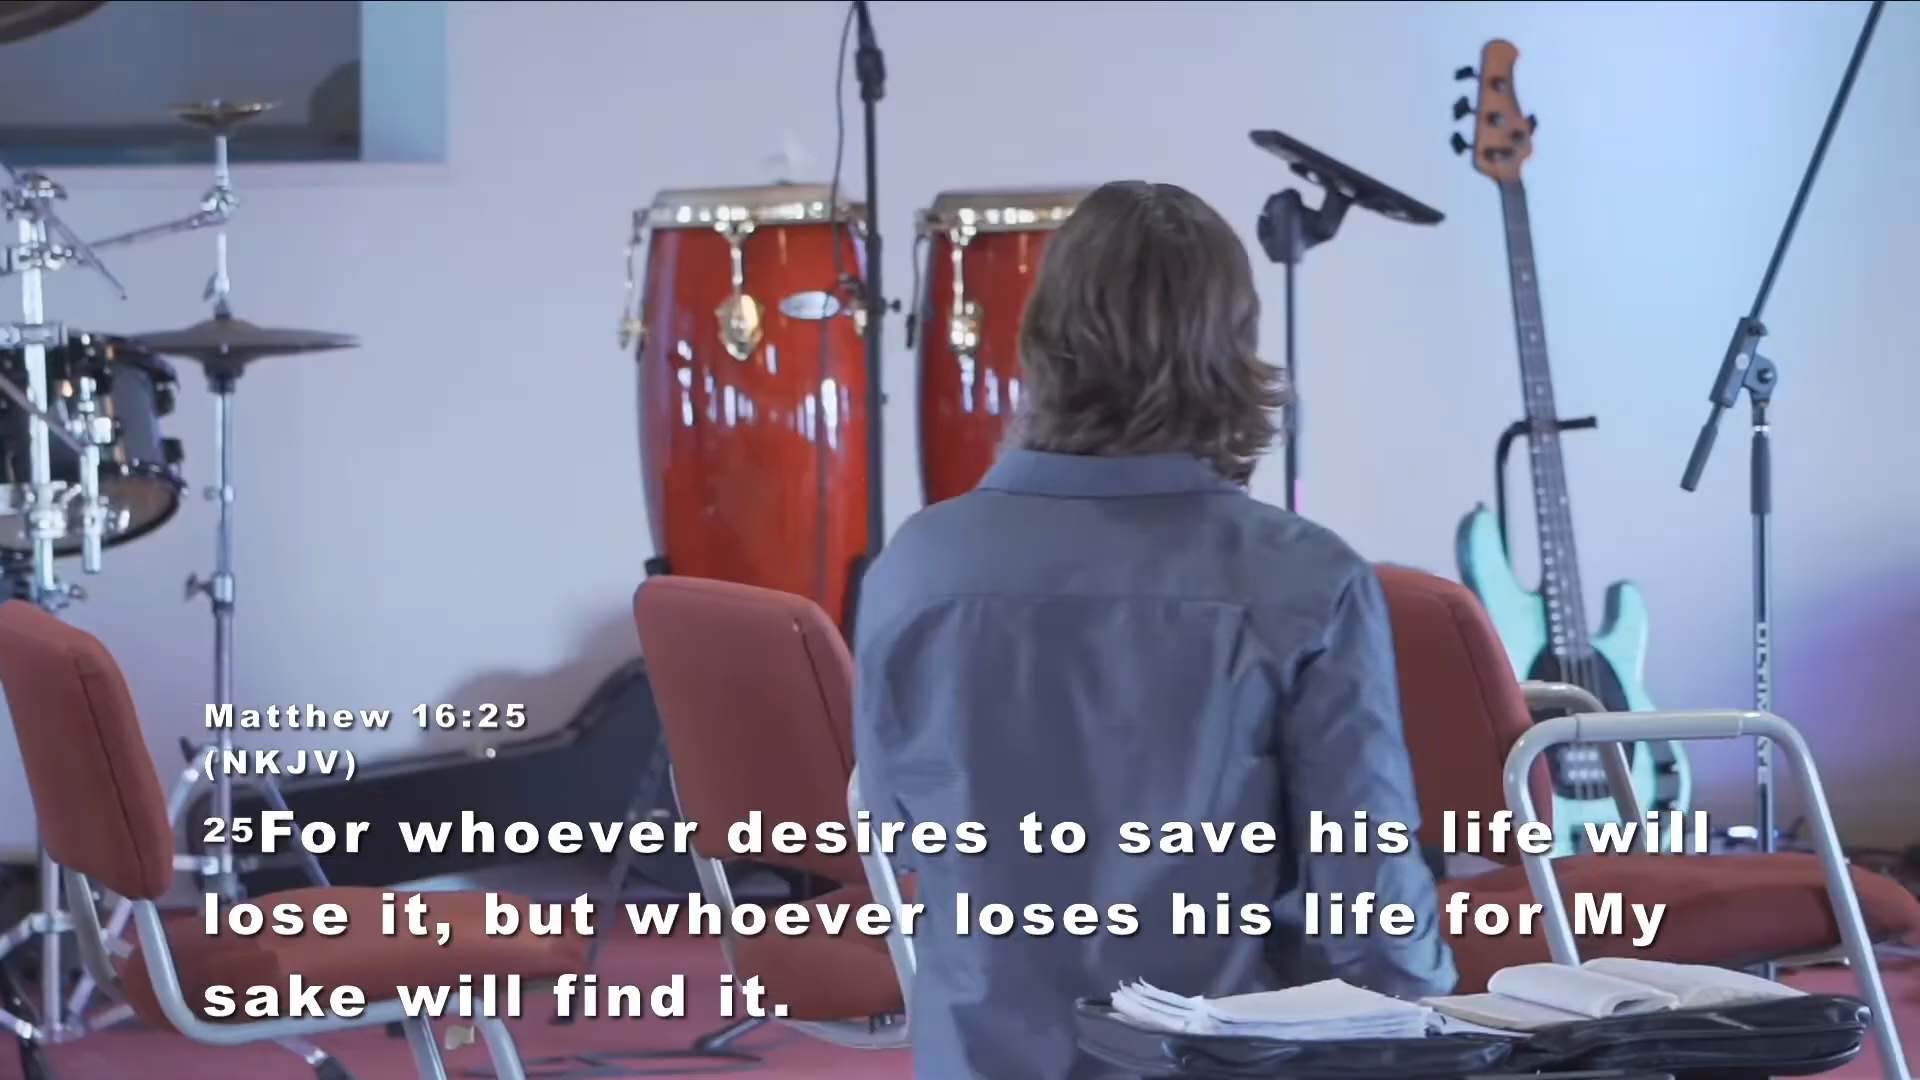 Matthew 16:25
(NKJV)
25For whoever desires to save his life will
lose it, but whoever loses his life for My
sake will find it.